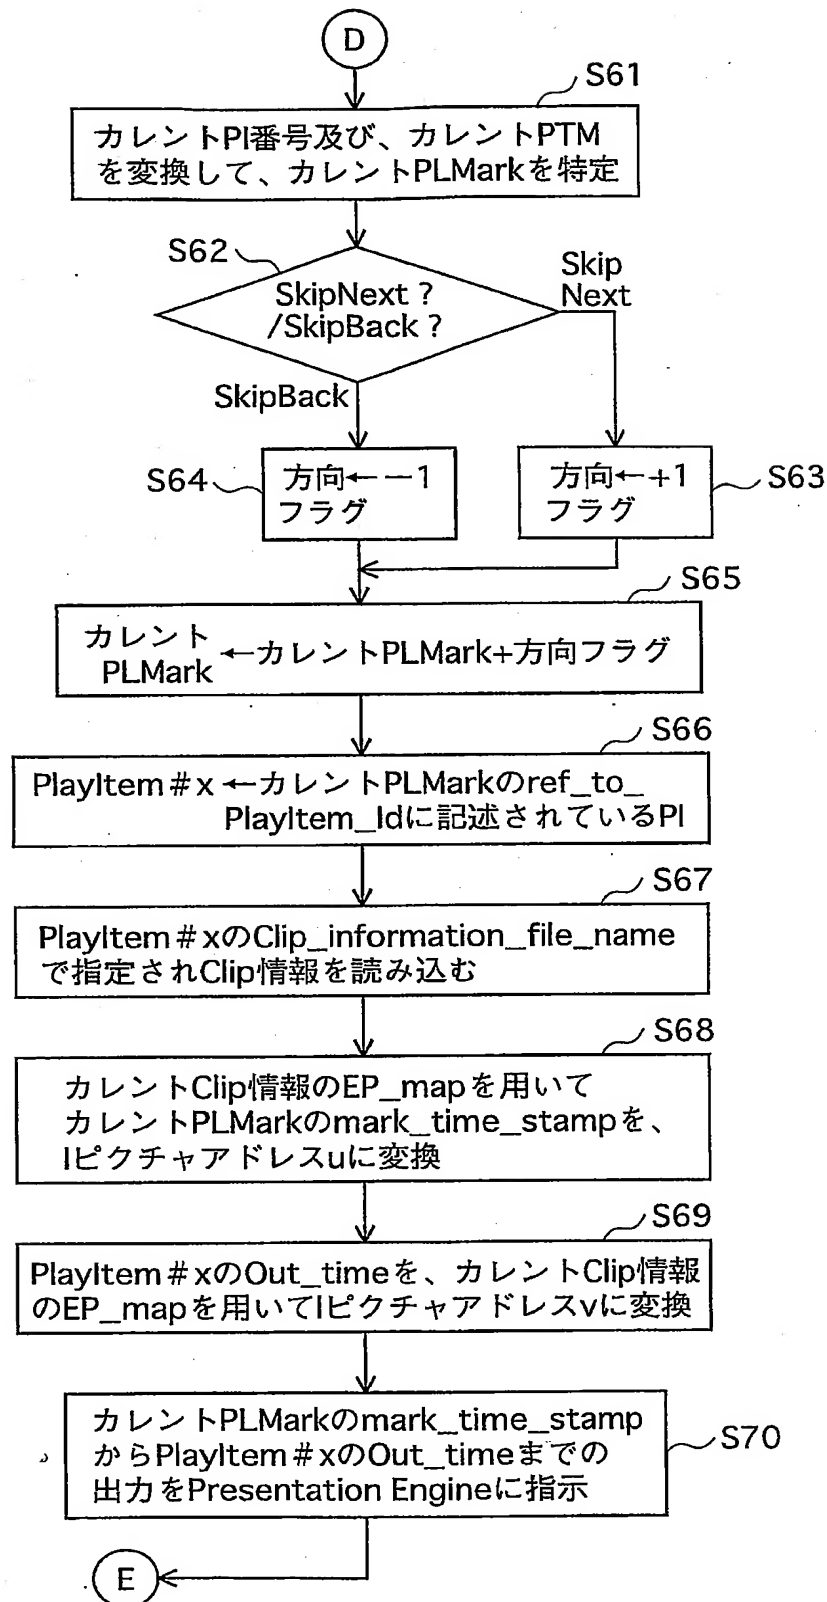 D
S61
カレントPI番号及び、カレントPTM
を変換して、カレントPLMarkを特定
S62
SkipNext ?
/SkipBack ?
Skip
Next
SkipBack
S64
方向←－1
フラグ
方向←+1
フラグ
S63
S65
カレント
PLMark
←カレントPLMark+方向フラグ
S66
PlayItem#x←カレントPLMarkのref_to_
PlayItem_Idに記述されているPI
S67
PlayItem#xのClip_information_file_name
で指定されClip情報を読み込む
S68
カレントClip情報のEP_mapを用いて
カレントPLMarkのmark_time_stampを、
Iピクチャアドレスuに変換
S69
PlayItem#xのOut_timeを、カレントClip情報
のEP_mapを用いてIピクチャアドレスvに変換
カレントPLMarkのmark_time_stamp
からPlayItem#xのOut_timeまでの
出力をPresentation Engineに指示
S70
E